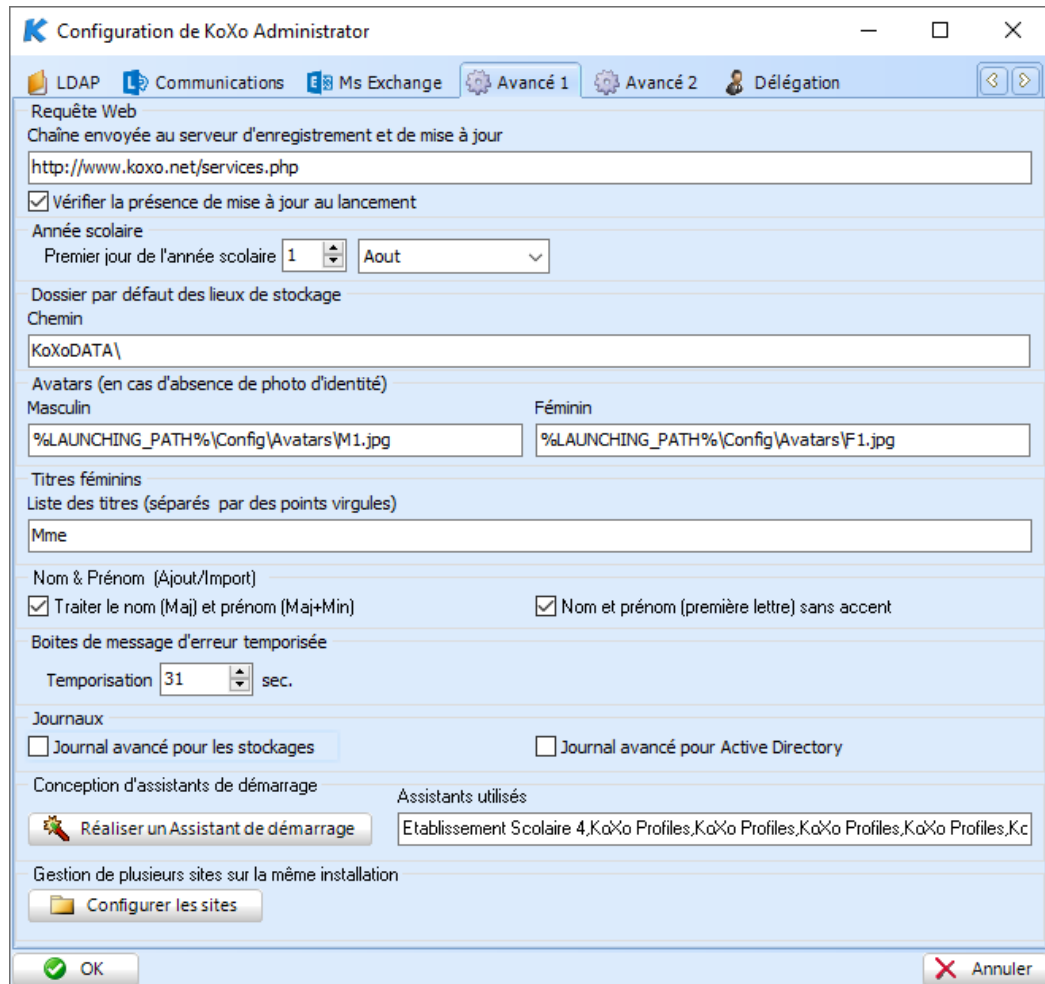 Configuration de KoXo Administrator
LDAP Communications Ms Exchange Avancé 1 Avancé 2 Délégation
Requête Web
Chaîne envoyée au serveur d'enregistrement et de mise à jour
http://www.koxo.net/services.php
Vérifier la présence de mise à jour au lancement
Année scolaire
Premier jour de l'année scolaire 1 Aout
Dossier par défaut des lieux de stockage
Chemin
KoXoDATA\
Avatars (en cas d'absence de photo d'identité)
Masculin Féminin
%LAUNCHING_PATH%\Config\Avatars\M1.jpg %LAUNCHING_PATH%\Config\Avatars\F1.jpg
Titres féminins
Liste des titres (séparés par des points virgules)
Mme
Nom & Prénom (Ajout/Import)
Traiter le nom (Maj) et prénom (Maj+Min) Nom et prénom (première lettre) sans accent
Boites de message d'erreur temporisée
Temporisation 31 sec.
Journaux
Journal avancé pour les stockages Journal avancé pour Active Directory
Conception d'assistants de démarrage Assistants utilisés
Réaliser un Assistant de démarrage Etablissement Scolaire 4,KoXo Profiles,KoXo Profiles,KoXo Profiles,KoXo Profiles,Kc
Gestion de plusieurs sites sur la même installation
Configurer les sites
OK Annuler